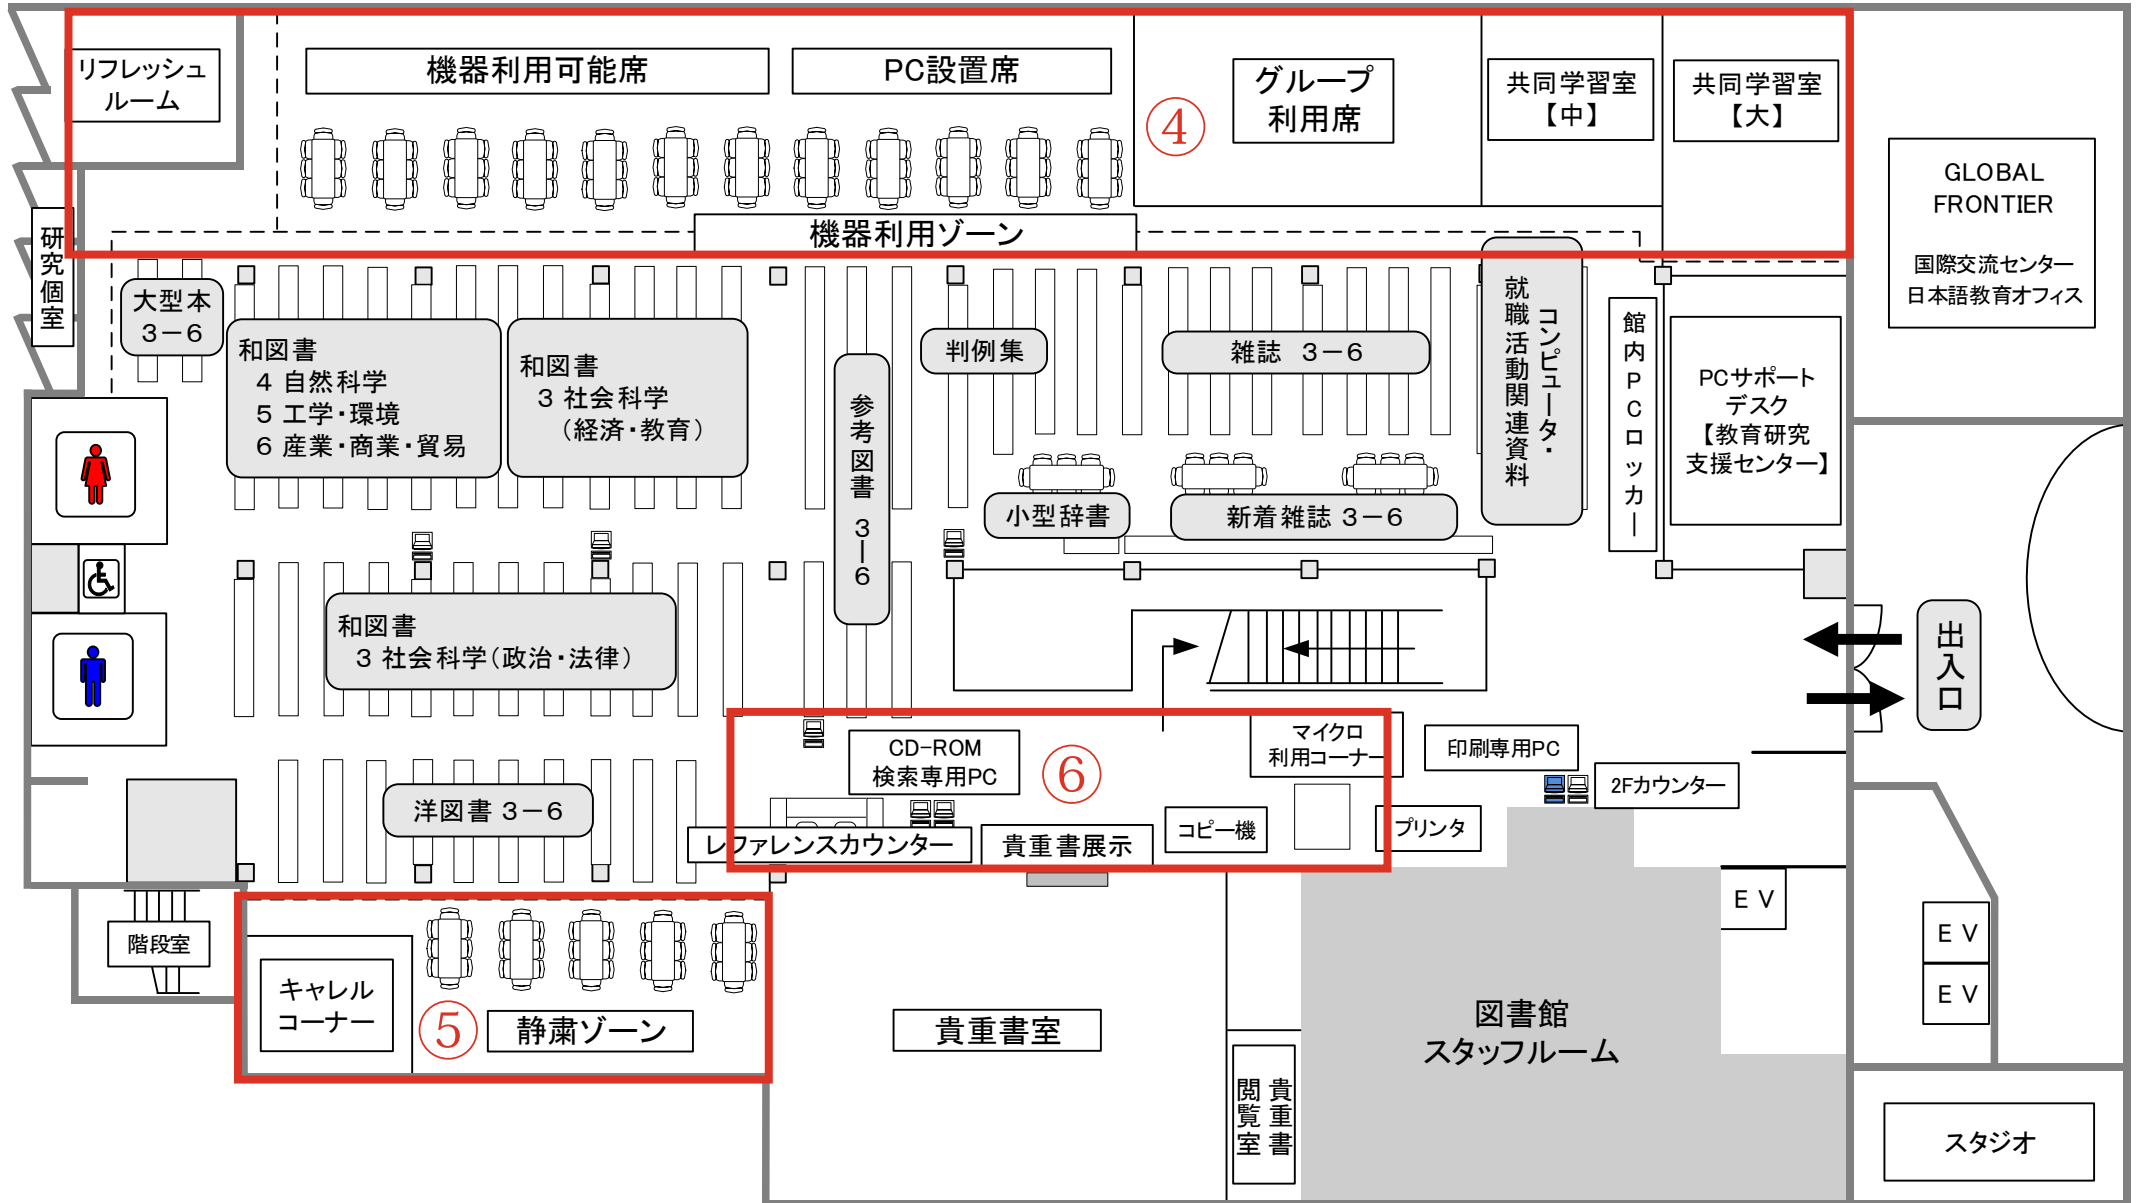 リフレッシュ
ルーム
機器利用可能席
PC設置席
④
グループ
利用席
共同学習室
【中】
共同学習室
【大】
機器利用ゾーン
GLOBAL
FRONTIER
国際交流センター
日本語教育オフィス
研究個室
大型本
3－6
和図書
4 自然科学
5 工学・環境
6 産業・商業・貿易
和図書
3 社会科学
（経済・教育）
参考図書 3－6
判例集
雑誌 3－6
コンピュータ・
就職活動関連資料
館内PCロッカー
PCサポート
デスク
【教育研究
支援センター】
小型辞書
新着雑誌 3－6
和図書
3 社会科学（政治・法律）
出入口
CD-ROM
検索専用PC
⑥
マイクロ
利用コーナー
印刷専用PC
2Fカウンター
洋図書 3－6
レファレンスカウンター
貴重書展示
コピー機
プリンタ
EV
EV
EV
階段室
キャレル
コーナー
⑤
静粛ゾーン
貴重書室
図書館
スタッフルーム
貴重書
閲覧室
スタジオ